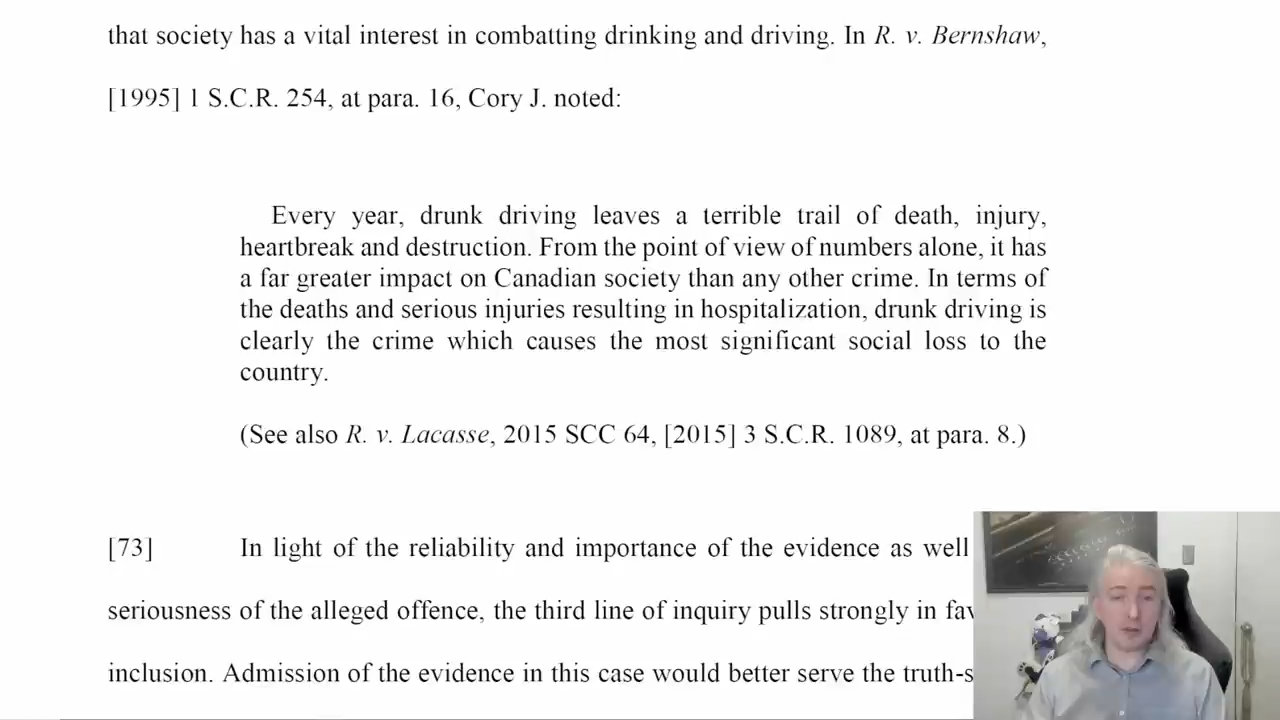 that society has a vital interest in combatting drinking and driving. In R. v. Bernshaw,
[1995] 1 S.C.R. 254, at para. 16, Cory J. noted:
Every year, drunk driving leaves a terrible trail of death, injury,
heartbreak and destruction. From the point of view of numbers alone, it has
a far greater impact on Canadian society than any other crime. In terms of
the deaths and serious injuries resulting in hospitalization, drunk driving is
clearly the crime which causes the most significant social loss to the
country.
(See also R. v. Lacasse, 2015 SCC 64, [2015] 3 S.C.R. 1089, at para. 8.)
[73] In light of the reliability and importance of the evidence as well
seriousness of the alleged offence, the third line of inquiry pulls strongly in fav
inclusion. Admission of the evidence in this case would better serve the truth-s